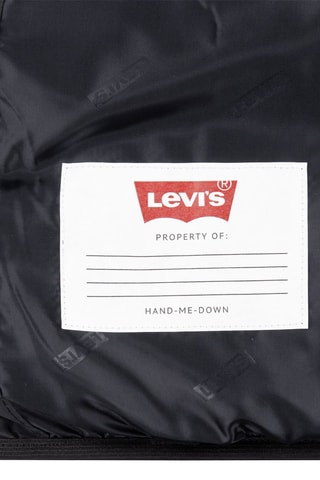 Levi's®
PROPERTY OF:
HAND-ME-DOWN